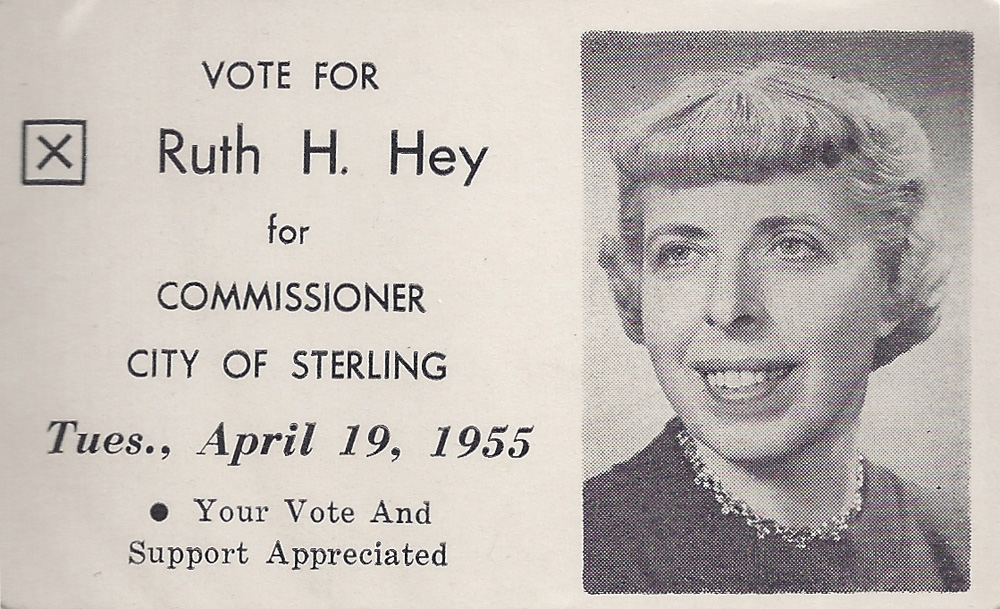 VOTE FOR
Ruth H. Hey
for
COMMISSIONER
CITY OF STERLING
Tues., April 19, 1955
● Your Vote And
Support Appreciated